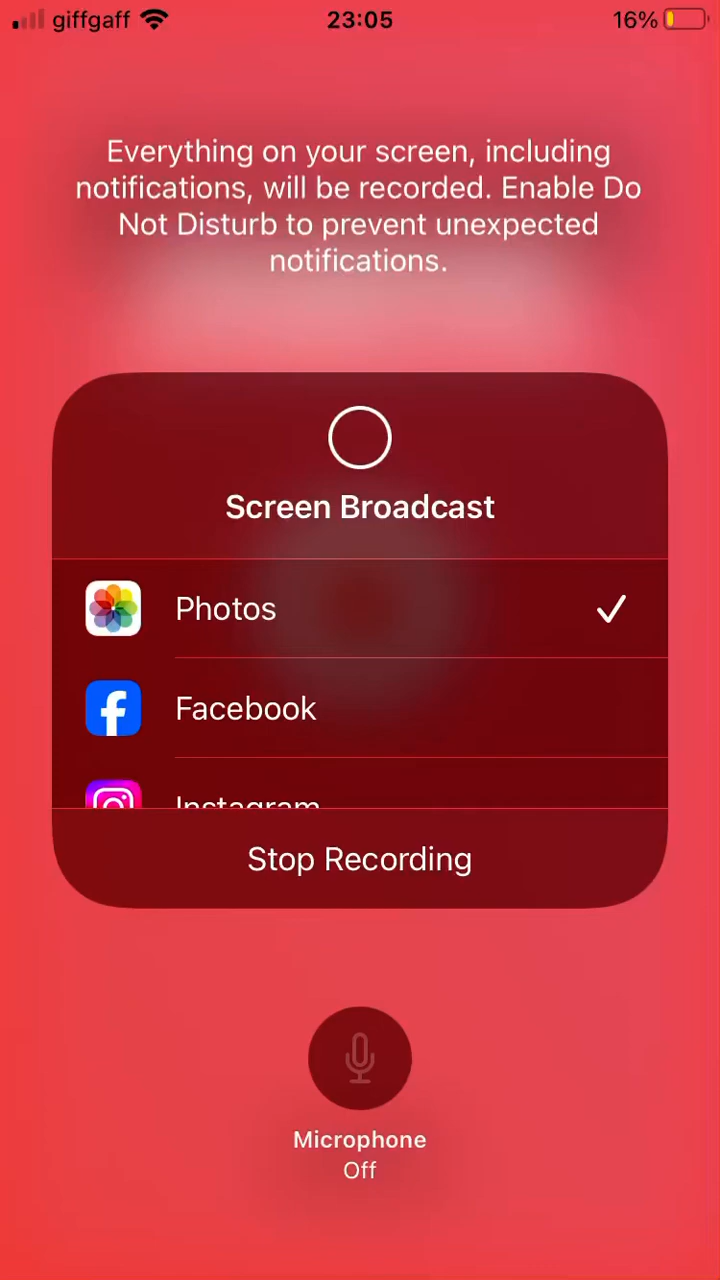 giffgaff
23:05
16%
Everything on your screen, including
notifications, will be recorded. Enable Do
Not Disturb to prevent unexpected
notifications.
Screen Broadcast
Photos
Facebook
Instagram
Stop Recording
Microphone
Off